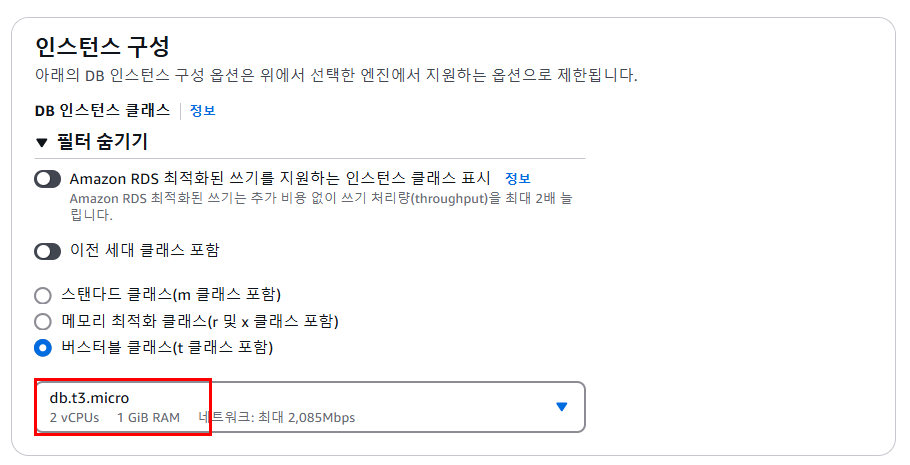 인스턴스 구성
아래의 DB 인스턴스 구성 옵션은 위에서 선택한 엔진에서 지원하는 옵션으로 제한됩니다.
DB 인스턴스 클래스 정보
▼ 필터 숨기기
Amazon RDS 최적화된 쓰기를 지원하는 인스턴스 클래스 표시 정보
Amazon RDS 최적화된 쓰기는 추가 비용 없이 쓰기 처리량(throughput)을 최대 2배 늘
립니다.
이전 세대 클래스 포함
스탠다드 클래스(m 클래스 포함)
메모리 최적화 클래스(r 및 x 클래스 포함)
버스터블 클래스(t 클래스 포함)
db.t3.micro
2 vCPUs 1 GiB RAM 네트워크: 최대 2,085Mbps